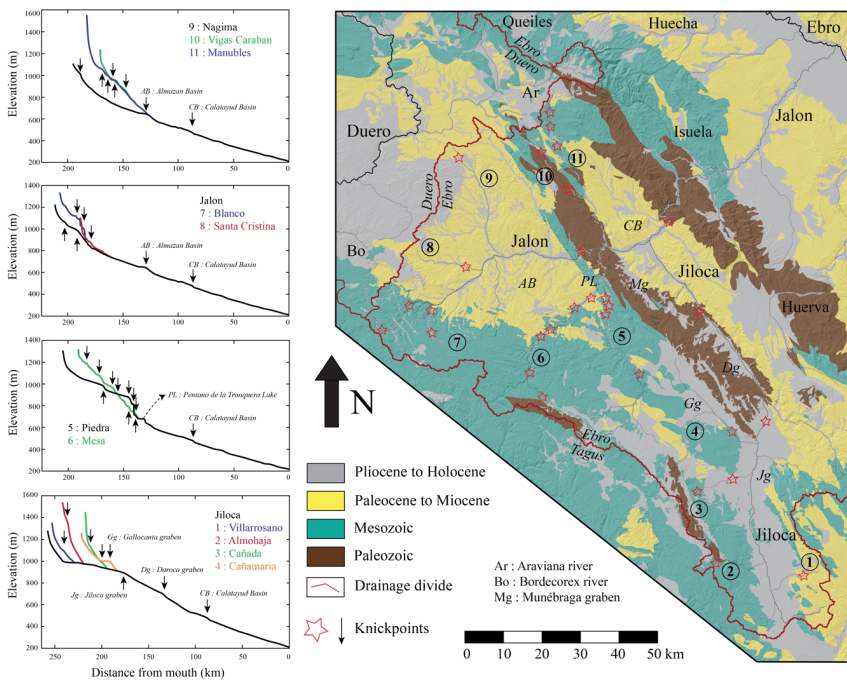 1600
1400
1200
1000
800
600
400
200
200
150
100
50
0
Elevation (m)
9 : Nagima
10 : Vigas Caraban
11 : Manubles
AB : Almazan Basin
CB : Calatayud Basin
1400
1200
1000
800
600
400
200
200
150
100
50
0
Elevation (m)
Jalon
7 : Blanco
8 : Santa Cristina
AB : Almazan Basin
CB : Calatayud Basin
1400
1200
1000
800
600
400
200
200
150
100
50
0
Elevation (m)
PL : Pentano de la Tronquera Lake
CB : Calatayud Basin
5 : Piedra
6 : Mesa
1600
1400
1200
1000
800
600
400
200
250
200
150
100
50
0
Elevation (m)
Distance from mouth (km)
Jiloca
1 : Villarrosano
2 : Almohaja
3 : Cañada
4 : Cañamaria
Gg : Gallocanta graben
Dg : Daroca graben
Jg : Jiloca graben
CB : Calatayud Basin
Queiles
Huecha
Ebro
Ebro
Duero
Ar
Jalon
Duero
Isuela
11
10
9
Duero
Ebro
CB
8
Bo
Jalon
Jiloca
AB
PL
Mg
Huerva
7
6
5
Dg
Gg
Ebro
Tagus
4
Jg
3
Jiloca
2
1
N
Pliocene to Holocene
Paleocene to Miocene
Mesozoic
Paleozoic
Drainage divide
Knickpoints
Ar : Araviana river
Bo : Bordecorex river
Mg : Munébraga graben
0 10 20 30 40 50 km